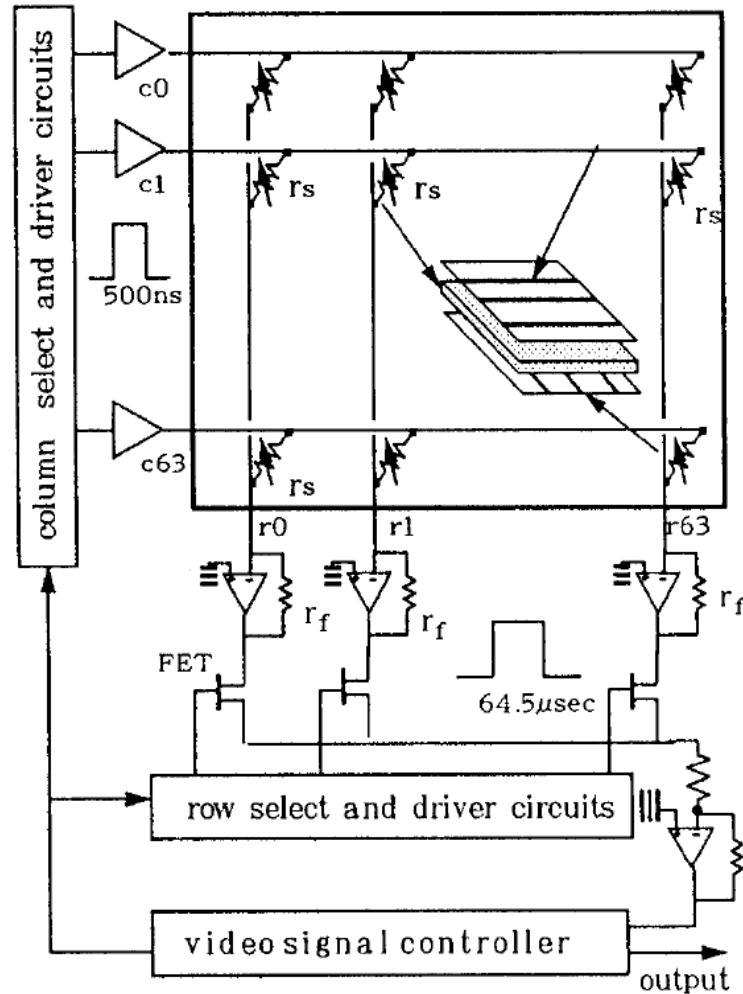 column select and driver circuits
c0
c1
rs
rs
rs
500ns
c63
rs
r0
r1
r63
rf
rf
rf
FET
64.5μsec
row select and driver circuits
video signal controller
output